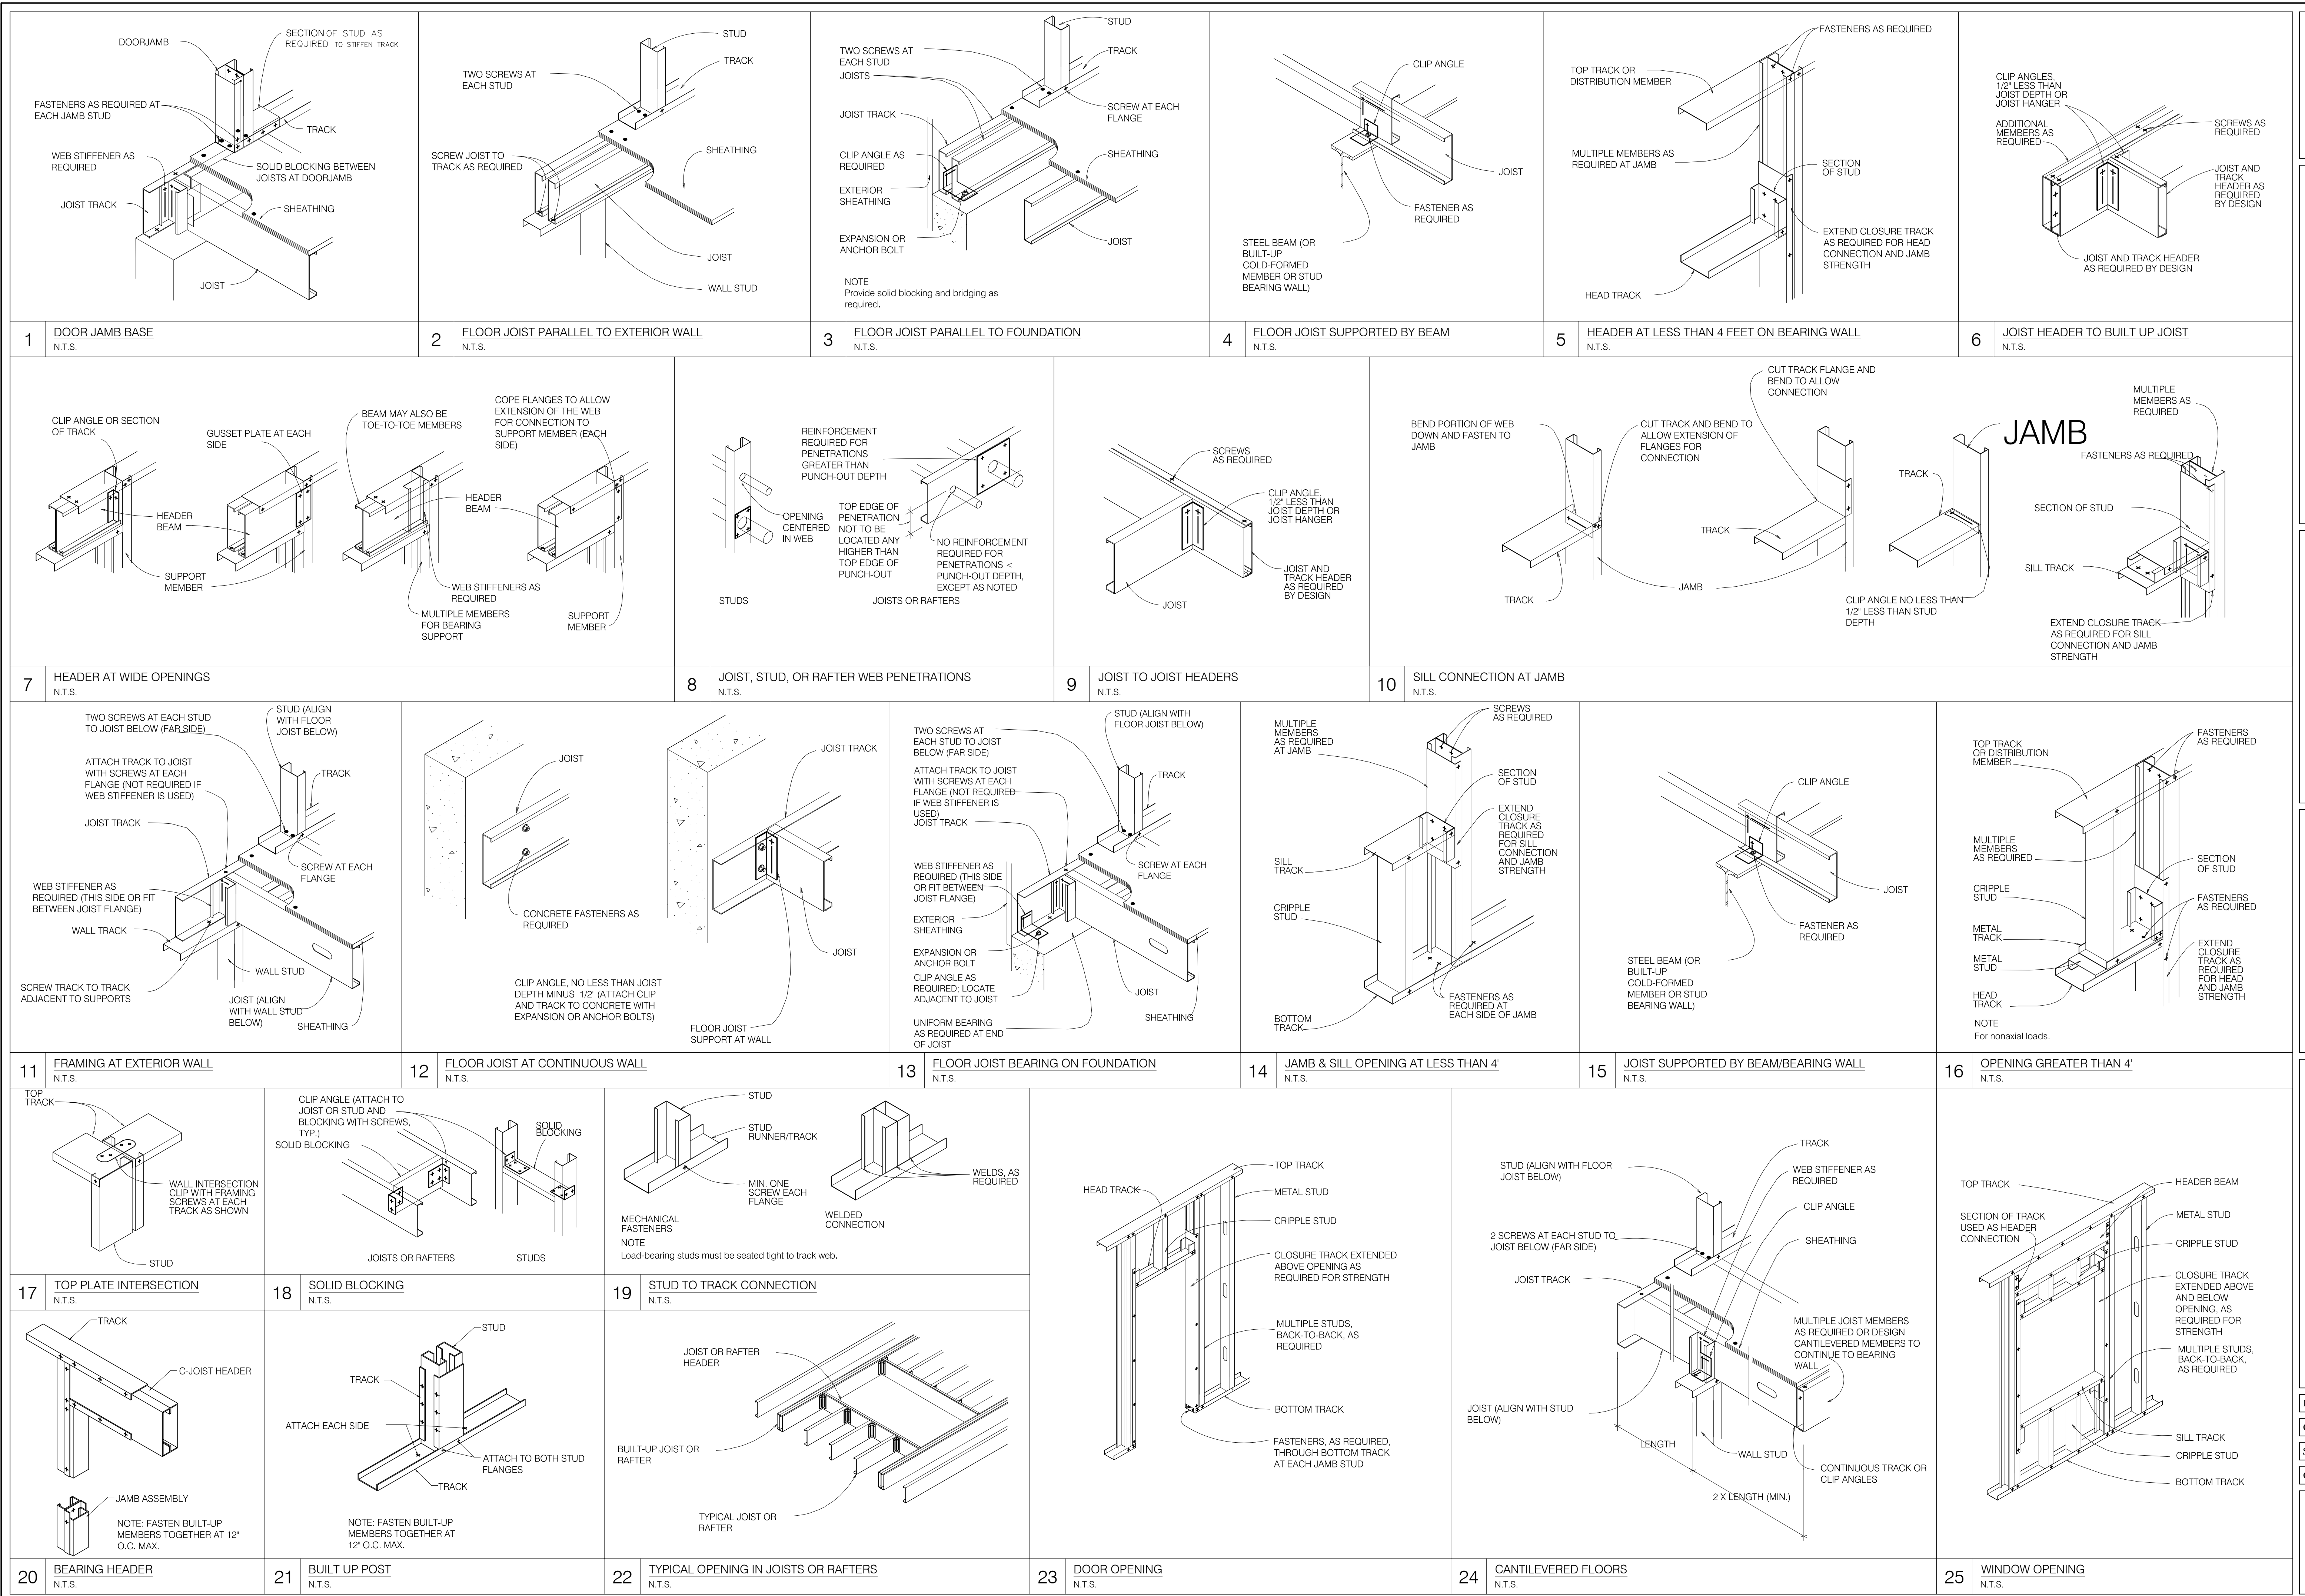 DOORJAMB
SECTION OF STUD AS
REQUIRED TO STIFFEN TRACK
FASTENERS AS REQUIRED AT
EACH JAMB STUD
TRACK
WEB STIFFENER AS
REQUIRED
SOLID BLOCKING BETWEEN
JOISTS AT DOORJAMB
JOIST TRACK
SHEATHING
JOIST
1
DOOR JAMB BASE
N.T.S.
STUD
TRACK
TWO SCREWS AT
EACH STUD
SCREW JOIST TO
TRACK AS REQUIRED
SHEATHING
JOIST
WALL STUD
2
FLOOR JOIST PARALLEL TO EXTERIOR WALL
N.T.S.
STUD
TWO SCREWS AT
EACH STUD
TRACK
JOISTS
JOIST TRACK
SCREW AT EACH
FLANGE
CLIP ANGLE AS
REQUIRED
SHEATHING
EXTERIOR
SHEATHING
EXPANSION OR
ANCHOR BOLT
JOIST
NOTE
Provide solid blocking and bridging as
required.
3
FLOOR JOIST PARALLEL TO FOUNDATION
N.T.S.
CLIP ANGLE
JOIST
FASTENER AS
REQUIRED
STEEL BEAM (OR
BUILT-UP
COLD-FORMED
MEMBER OR STUD
BEARING WALL)
4
FLOOR JOIST SUPPORTED BY BEAM
N.T.S.
FASTENERS AS REQUIRED
TOP TRACK OR
DISTRIBUTION MEMBER
MULTIPLE MEMBERS AS
REQUIRED AT JAMB
SECTION
OF STUD
EXTEND CLOSURE TRACK
AS REQUIRED FOR HEAD
CONNECTION AND JAMB
STRENGTH
HEAD TRACK
5
HEADER AT LESS THAN 4 FEET ON BEARING WALL
N.T.S.
CLIP ANGLES,
1/2" LESS THAN
JOIST DEPTH OR
JOIST HANGER
ADDITIONAL
MEMBERS AS
REQUIRED
SCREWS AS
REQUIRED
JOIST AND
TRACK
HEADER AS
REQUIRED
BY DESIGN
JOIST AND TRACK HEADER
AS REQUIRED BY DESIGN
6
JOIST HEADER TO BUILT UP JOIST
N.T.S.
CLIP ANGLE OR SECTION
OF TRACK
GUSSET PLATE AT EACH
SIDE
BEAM MAY ALSO BE
TOE-TO-TOE MEMBERS
COPE FLANGES TO ALLOW
EXTENSION OF THE WEB
FOR CONNECTION TO
SUPPORT MEMBER (EACH
SIDE)
HEADER
BEAM
HEADER
BEAM
SUPPORT
MEMBER
WEB STIFFENERS AS
REQUIRED
MULTIPLE MEMBERS
FOR BEARING
SUPPORT
SUPPORT
MEMBER
7
HEADER AT WIDE OPENINGS
N.T.S.
REINFORCEMENT
REQUIRED FOR
PENETRATIONS
GREATER THAN
PUNCH-OUT DEPTH
OPENING
CENTERED
IN WEB
TOP EDGE OF
PENETRATION
NOT TO BE
LOCATED ANY
HIGHER THAN
TOP EDGE OF
PUNCH-OUT
NO REINFORCEMENT
REQUIRED FOR
PENETRATIONS <
PUNCH-OUT DEPTH,
EXCEPT AS NOTED
STUDS
JOISTS OR RAFTERS
8
JOIST, STUD, OR RAFTER WEB PENETRATIONS
N.T.S.
SCREWS
AS REQUIRED
CLIP ANGLE,
1/2" LESS THAN
JOIST DEPTH OR
JOIST HANGER
JOIST AND
TRACK HEADER
AS REQUIRED
BY DESIGN
JOIST
9
JOIST TO JOIST HEADERS
N.T.S.
BEND PORTION OF WEB
DOWN AND FASTEN TO
JAMB
CUT TRACK AND BEND TO
ALLOW EXTENSION OF
FLANGES FOR
CONNECTION
CUT TRACK FLANGE AND
BEND TO ALLOW
CONNECTION
JAMB
MULTIPLE
MEMBERS AS
REQUIRED
FASTENERS AS REQUIRED
TRACK
TRACK
SECTION OF STUD
SILL TRACK
TRACK
JAMB
CLIP ANGLE NO LESS THAN
1/2" LESS THAN STUD
DEPTH
EXTEND CLOSURE TRACK
AS REQUIRED FOR SILL
CONNECTION AND JAMB
STRENGTH
10
SILL CONNECTION AT JAMB
N.T.S.
TWO SCREWS AT EACH STUD
TO JOIST BELOW (FAR SIDE)
STUD (ALIGN
WITH FLOOR
JOIST BELOW)
ATTACH TRACK TO JOIST
WITH SCREWS AT EACH
FLANGE (NOT REQUIRED IF
WEB STIFFENER IS USED)
TRACK
JOIST TRACK
SCREW AT EACH
FLANGE
WEB STIFFENER AS
REQUIRED (THIS SIDE OR FIT
BETWEEN JOIST FLANGE)
WALL TRACK
WALL STUD
SCREW TRACK TO TRACK
ADJACENT TO SUPPORTS
JOIST (ALIGN
WITH WALL STUD
BELOW)
SHEATHING
11
FRAMING AT EXTERIOR WALL
N.T.S.
JOIST
JOIST TRACK
CONCRETE FASTENERS AS
REQUIRED
JOIST
CLIP ANGLE, NO LESS THAN JOIST
DEPTH MINUS 1/2" (ATTACH CLIP
AND TRACK TO CONCRETE WITH
EXPANSION OR ANCHOR BOLTS)
FLOOR JOIST
SUPPORT AT WALL
12
FLOOR JOIST AT CONTINUOUS WALL
N.T.S.
STUD (ALIGN WITH
FLOOR JOIST BELOW)
TWO SCREWS AT
EACH STUD TO JOIST
BELOW (FAR SIDE)
ATTACH TRACK TO JOIST
WITH SCREWS AT EACH
FLANGE (NOT REQUIRED
IF WEB STIFFENER IS
USED)
TRACK
JOIST TRACK
WEB STIFFENER AS
REQUIRED (THIS SIDE
OR FIT BETWEEN
JOIST FLANGE)
SCREW AT EACH
FLANGE
EXTERIOR
SHEATHING
EXPANSION OR
ANCHOR BOLT
CLIP ANGLE AS
REQUIRED; LOCATE
ADJACENT TO JOIST
JOIST
UNIFORM BEARING
AS REQUIRED AT END
OF JOIST
SHEATHING
13
FLOOR JOIST BEARING ON FOUNDATION
N.T.S.
MULTIPLE
MEMBERS
AS REQUIRED
AT JAMB
SCREWS
AS REQUIRED
SECTION
OF STUD
EXTEND
CLOSURE
TRACK AS
REQUIRED
FOR SILL
CONNECTION
AND JAMB
STRENGTH
SILL
TRACK
CRIPPLE
STUD
FASTENERS AS
REQUIRED AT
EACH SIDE OF JAMB
BOTTOM
TRACK
14
JAMB & SILL OPENING AT LESS THAN 4'
N.T.S.
CLIP ANGLE
JOIST
FASTENER AS
REQUIRED
STEEL BEAM (OR
BUILT-UP
COLD-FORMED
MEMBER OR STUD
BEARING WALL)
15
JOIST SUPPORTED BY BEAM/BEARING WALL
N.T.S.
FASTENERS
AS REQUIRED
TOP TRACK
OR DISTRIBUTION
MEMBER
MULTIPLE
MEMBERS
AS REQUIRED
SECTION
OF STUD
CRIPPLE
STUD
FASTENERS
AS REQUIRED
METAL
TRACK
METAL
STUD
EXTEND
CLOSURE
TRACK AS
REQUIRED
FOR HEAD
AND JAMB
STRENGTH
HEAD
TRACK
NOTE
For nonaxial loads.
16
OPENING GREATER THAN 4'
N.T.S.
TOP
TRACK
WALL INTERSECTION
CLIP WITH FRAMING
SCREWS AT EACH
TRACK AS SHOWN
STUD
17
TOP PLATE INTERSECTION
N.T.S.
CLIP ANGLE (ATTACH TO
JOIST OR STUD AND
BLOCKING WITH SCREWS,
TYP.)
SOLID BLOCKING
SOLID
BLOCKING
JOISTS OR RAFTERS
STUDS
18
SOLID BLOCKING
N.T.S.
STUD
STUD
RUNNER/TRACK
MIN. ONE
SCREW EACH
FLANGE
WELDS, AS
REQUIRED
MECHANICAL
FASTENERS
WELDED
CONNECTION
NOTE
Load-bearing studs must be seated tight to track web.
19
STUD TO TRACK CONNECTION
N.T.S.
TRACK
C-JOIST HEADER
JAMB ASSEMBLY
NOTE: FASTEN BUILT-UP
MEMBERS TOGETHER AT 12"
O.C. MAX.
20
BEARING HEADER
N.T.S.
STUD
TRACK
ATTACH EACH SIDE
ATTACH TO BOTH STUD
FLANGES
TRACK
NOTE: FASTEN BUILT-UP
MEMBERS TOGETHER AT
12" O.C. MAX.
21
BUILT UP POST
N.T.S.
JOIST OR RAFTER
HEADER
BUILT-UP JOIST OR
RAFTER
TYPICAL JOIST OR
RAFTER
22
TYPICAL OPENING IN JOISTS OR RAFTERS
N.T.S.
TOP TRACK
HEAD TRACK
METAL STUD
CRIPPLE STUD
CLOSURE TRACK EXTENDED
ABOVE OPENING AS
REQUIRED FOR STRENGTH
MULTIPLE STUDS,
BACK-TO-BACK, AS
REQUIRED
BOTTOM TRACK
FASTENERS, AS REQUIRED,
THROUGH BOTTOM TRACK
AT EACH JAMB STUD
23
DOOR OPENING
N.T.S.
TRACK
STUD (ALIGN WITH FLOOR
JOIST BELOW)
WEB STIFFENER AS
REQUIRED
CLIP ANGLE
2 SCREWS AT EACH STUD TO
JOIST BELOW (FAR SIDE)
SHEATHING
JOIST TRACK
MULTIPLE JOIST MEMBERS
AS REQUIRED OR DESIGN
CANTILEVERED MEMBERS TO
CONTINUE TO BEARING
WALL
JOIST (ALIGN WITH STUD
BELOW)
LENGTH
WALL STUD
CONTINUOUS TRACK OR
CLIP ANGLES
2 X LENGTH (MIN.)
24
CANTILEVERED FLOORS
N.T.S.
TOP TRACK
HEADER BEAM
SECTION OF TRACK
USED AS HEADER
CONNECTION
METAL STUD
CRIPPLE STUD
CLOSURE TRACK
EXTENDED ABOVE
AND BELOW
OPENING, AS
REQUIRED FOR
STRENGTH
MULTIPLE STUDS,
BACK-TO-BACK,
AS REQUIRED
SILL TRACK
CRIPPLE STUD
BOTTOM TRACK
25
WINDOW OPENING
N.T.S.